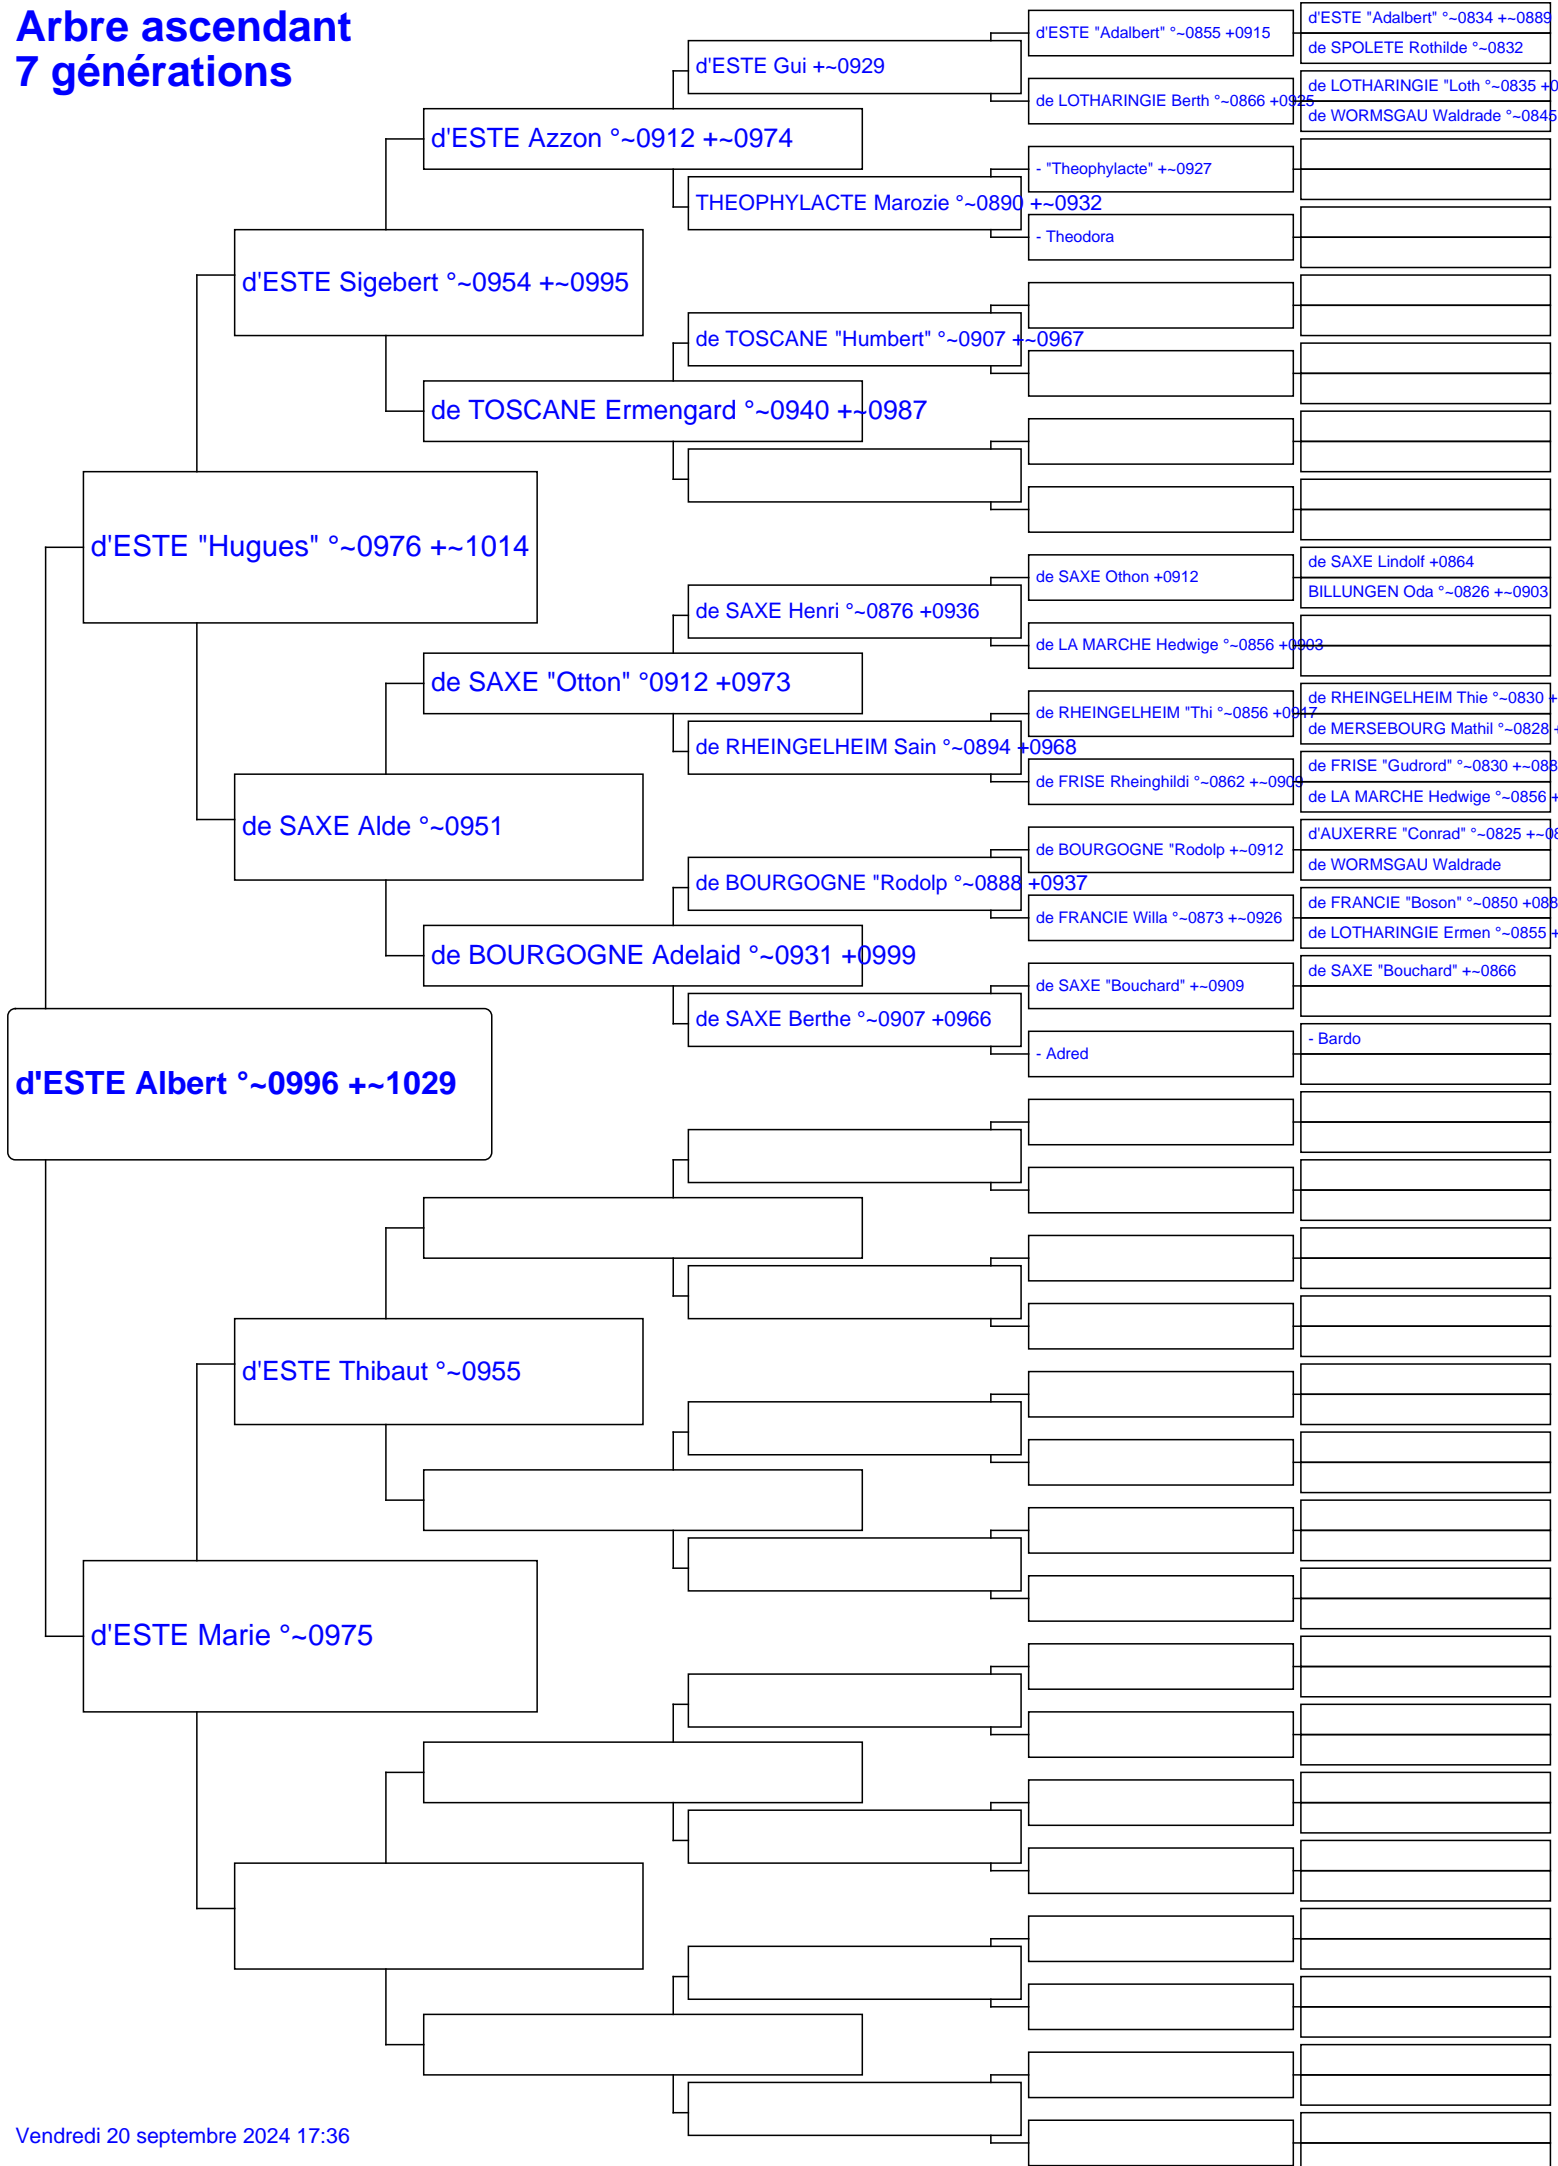 Arbre ascendant
7 générations
d'ESTE "Adalbert" °~0834 +~0889
d'ESTE "Adalbert" °~0855 +0915
de SPOLETE Rothilde °~0832
d'ESTE Gui +~0929
de LOTHARINGIE "Loth °~0835 +0
de LOTHARINGIE Berth °~0866 +0925
de WORMSGAU Waldrade °~0845
d'ESTE Azzon °~0912 +~0974
- "Theophylacte" +~0927
THEOPHYLACTE Marozie °~0890 +~0932
- Theodora
d'ESTE Sigebert °~0954 +~0995
de TOSCANE "Humbert" °~0907 +~0967
de TOSCANE Ermengard °~0940 +~0987
d'ESTE "Hugues" °~0976 +~1014
de SAXE Lindolf +0864
de SAXE Othon +0912
BILLUNGEN Oda °~0826 +~0903
de SAXE Henri °~0876 +0936
de LA MARCHE Hedwige °~0856 +0903
de SAXE "Otton" °0912 +0973
de RHEINGELHEIM Thie °~0830 +
de RHEINGELHEIM "Thi °~0856 +0917
de MERSEBOURG Mathil °~0828 +
de RHEINGELHEIM Sain °~0894 +0968
de FRISE "Gudrord" °~0830 +~088
de FRISE Rheinghildi °~0862 +~0909
de LA MARCHE Hedwige °~0856 +
de SAXE Alde °~0951
d'AUXERRE "Conrad" °~0825 +~08
de BOURGOGNE "Rodolp +~0912
de WORMSGAU Waldrade
de BOURGOGNE "Rodolp °~0888 +0937
de FRANCIE "Boson" °~0850 +088
de FRANCIE Willa °~0873 +~0926
de LOTHARINGIE Ermen °~0855 +
de BOURGOGNE Adelaid °~0931 +0999
de SAXE "Bouchard" +~0866
de SAXE "Bouchard" +~0909
de SAXE Berthe °~0907 +0966
- Bardo
- Adred
d'ESTE Albert °~0996 +~1029
d'ESTE Thibaut °~0955
d'ESTE Marie °~0975
Vendredi 20 septembre 2024 17:36